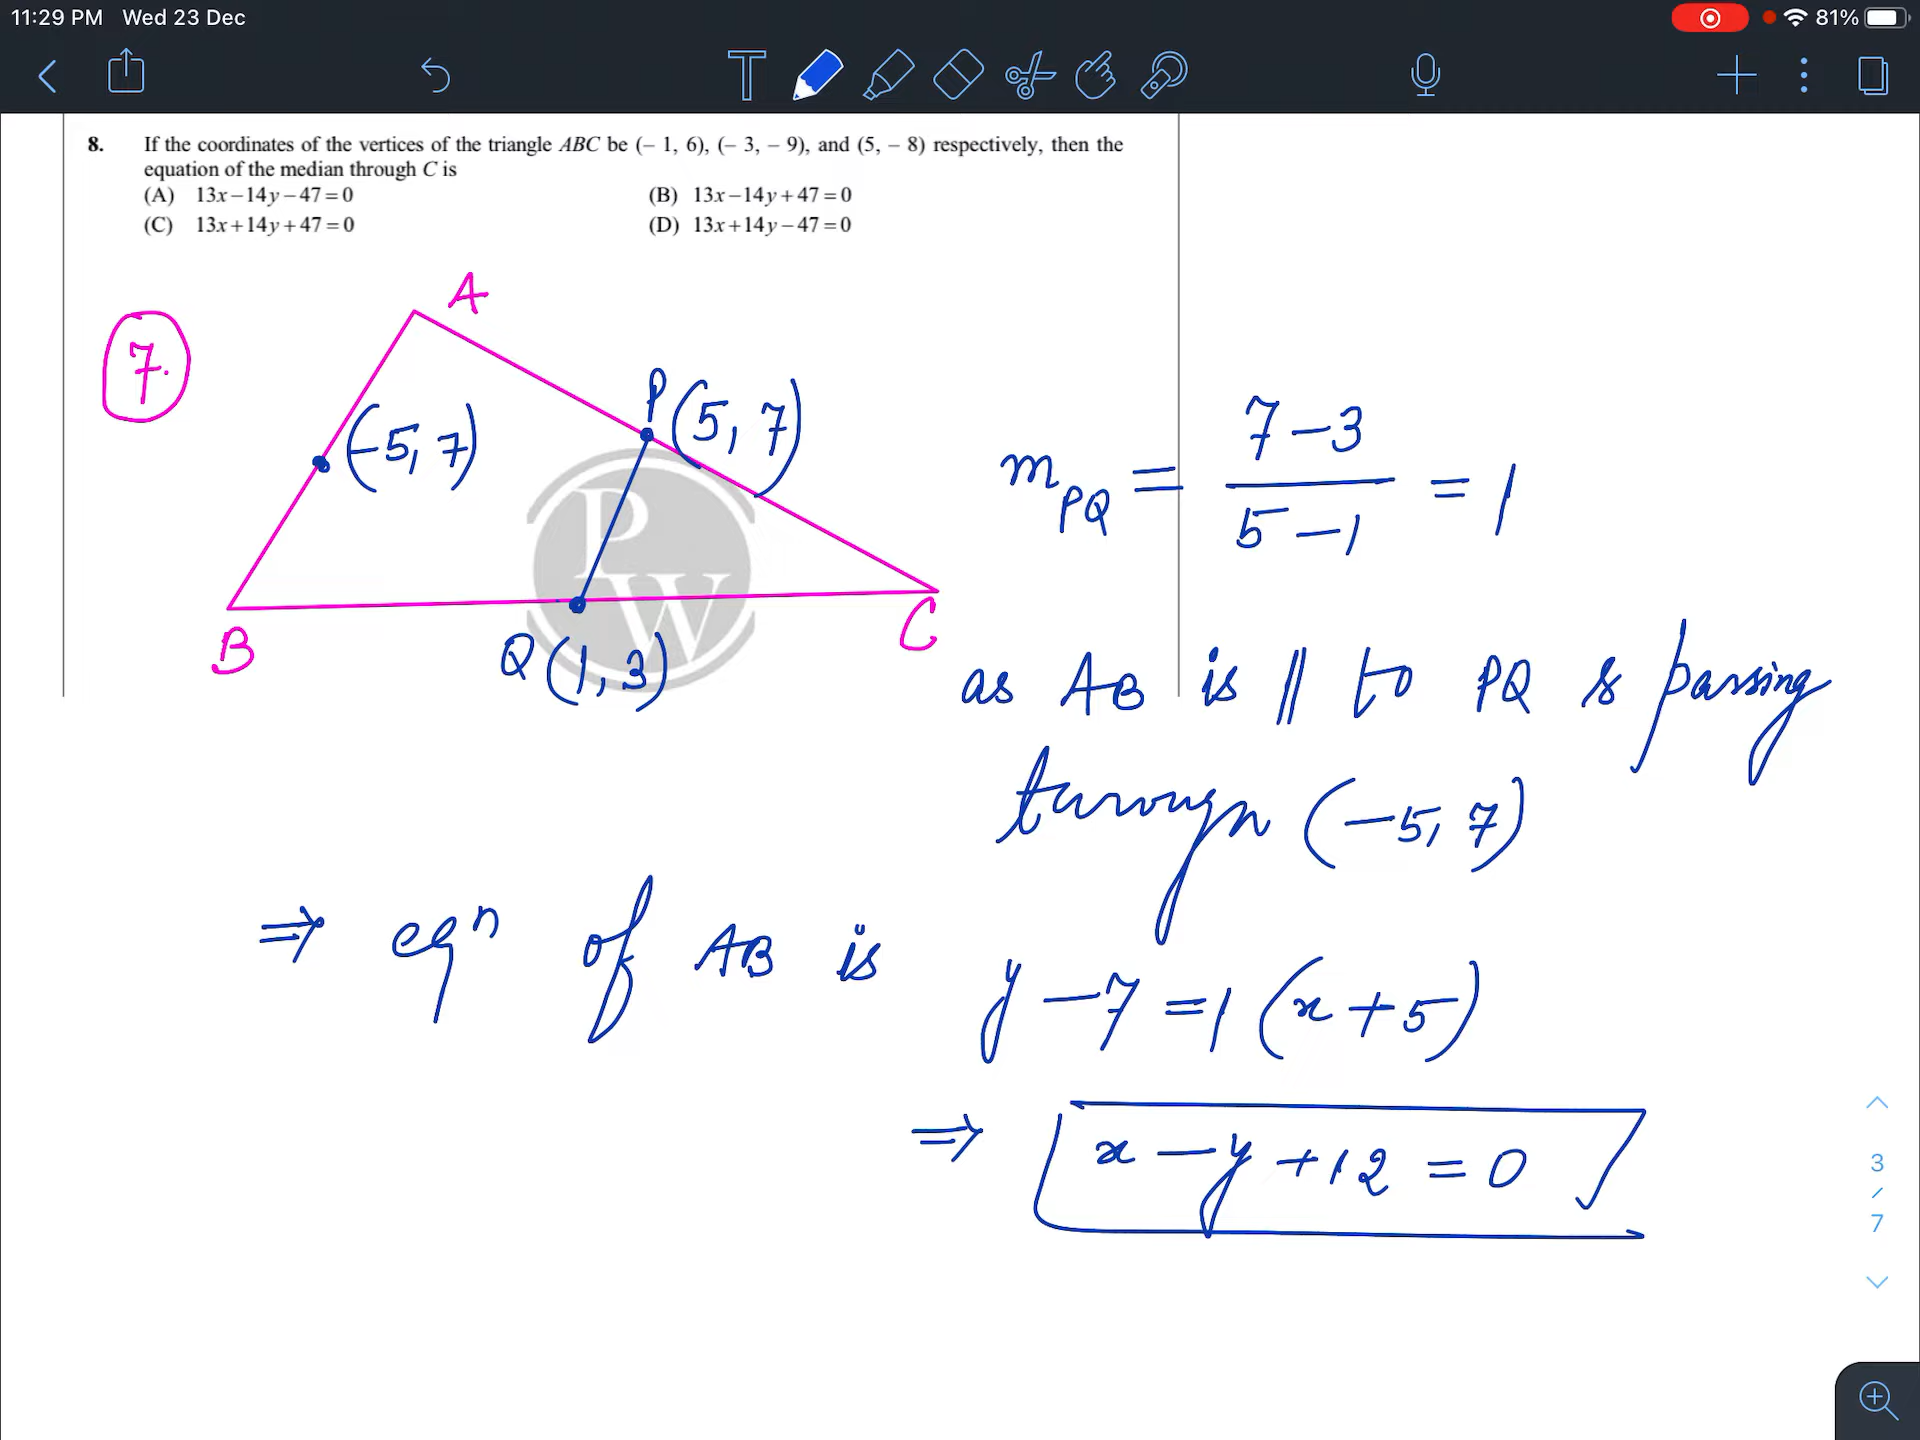 11:29 PM Wed 23 Dec
81%
8. If the coordinates of the vertices of the triangle ABC be (– 1, 6), (– 3, – 9), and (5, – 8) respectively, then the
equation of the median through C is
(A) 13x – 14y – 47 = 0 (B) 13x – 14y + 47 = 0
(C) 13x + 14y + 47 = 0 (D) 13x + 14y – 47 = 0
7.
A
P (5, 7)
(-5, 7)
m PQ = 7-3 / 5-1 = 1
PW
B
Q (1, 3)
C
as AB is || to PQ & passing
through (-5, 7)
⇒ eqn of AB is
y - 7 = 1 (x + 5)
⇒ x - y + 12 = 0
3
/
7